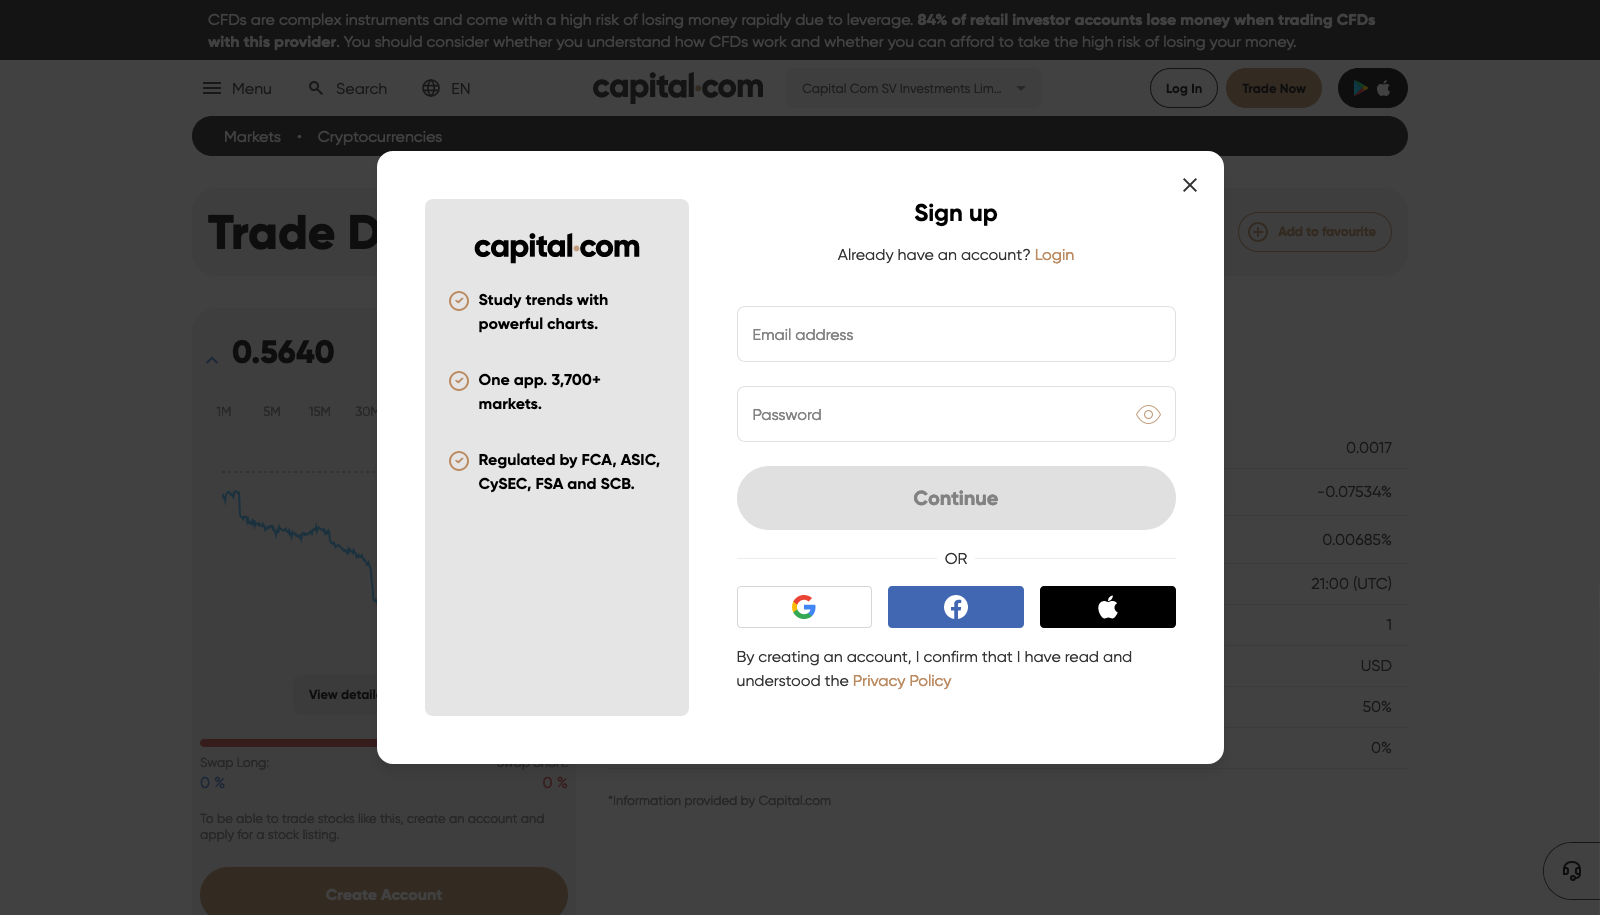 CFDs are complex instruments and come with a high risk of losing money rapidly due to leverage. 84% of retail investor accounts lose money when trading CFDs
with this provider. You should consider whether you understand how CFDs work and whether you can afford to take the high risk of losing your money.
Menu
Search
EN
capital.com
Capital Com SV Investments Lim...
Log In
Trade Now
Markets • Cryptocurrencies
Trade D
Add to favourite
0.5640
1M 5M 15M 30M
View details
Swap Long:
0 %
Swap Short:
0 %
To be able to trade stocks like this, create an account and
apply for a stock listing.
Create Account
capital.com
Study trends with
powerful charts.
One app. 3,700+
markets.
Regulated by FCA, ASIC,
CySEC, FSA and SCB.
Sign up
Already have an account? Login
Email address
Password
Continue
OR
By creating an account, I confirm that I have read and
understood the Privacy Policy
0.0017
-0.07534%
0.00685%
21:00 (UTC)
1
USD
50%
0%
*Information provided by Capital.com